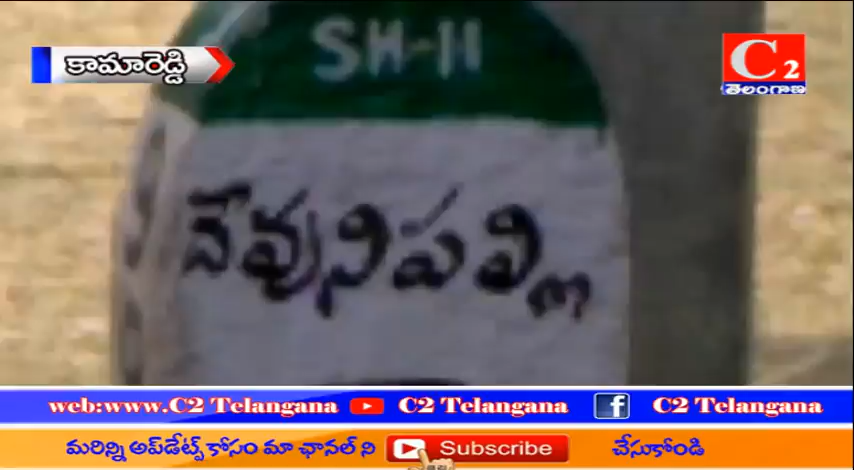 SH-11
కామారెడ్డి
C2
తెలంగాణ
దేవునిపల్లి
web:www.C2 Telangana C2 Telangana C2 Telangana
మరిన్ని అప్‌డేట్స్ కోసం మా ఛానల్ ని Subscribe చేసుకోండి